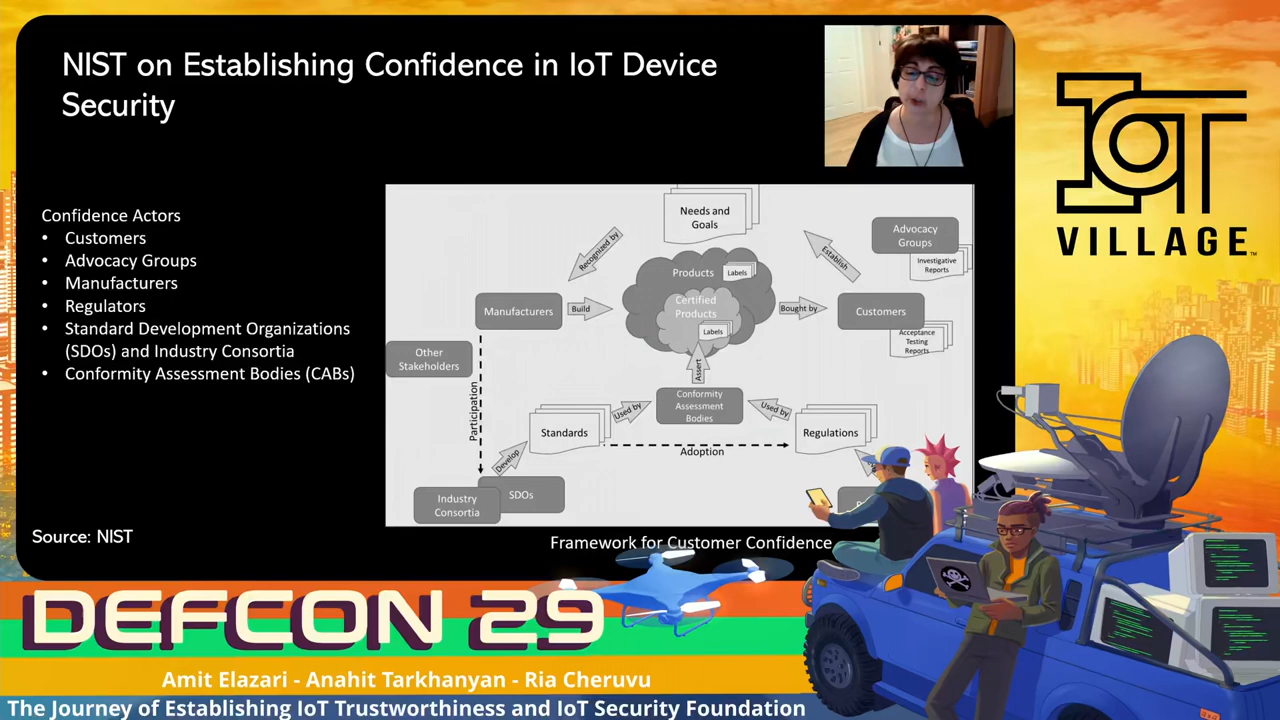 NIST on Establishing Confidence in IoT Device
Security
Confidence Actors
• Customers
• Advocacy Groups
• Manufacturers
• Regulators
• Standard Development Organizations
(SDOs) and Industry Consortia
• Conformity Assessment Bodies (CABs)
Source: NIST
Needs and
Goals
Recognized by
Establish
Advocacy
Groups
Investigative
Reports
Products
Labels
Certified
Products
Labels
Manufacturers
Build
Bought by
Customers
Acceptance
Testing
Reports
Other
Stakeholders
Participation
Assert
Conformity
Assessment
Bodies
Used by
Used by
Standards
Regulations
Adoption
Develop
SDOs
Industry
Consortia
Framework for Customer Confidence
IoT
VILLAGE™
DEFCON 29
Amit Elazari - Anahit Tarkhanyan - Ria Cheruvu
The Journey of Establishing IoT Trustworthiness and IoT Security Foundation